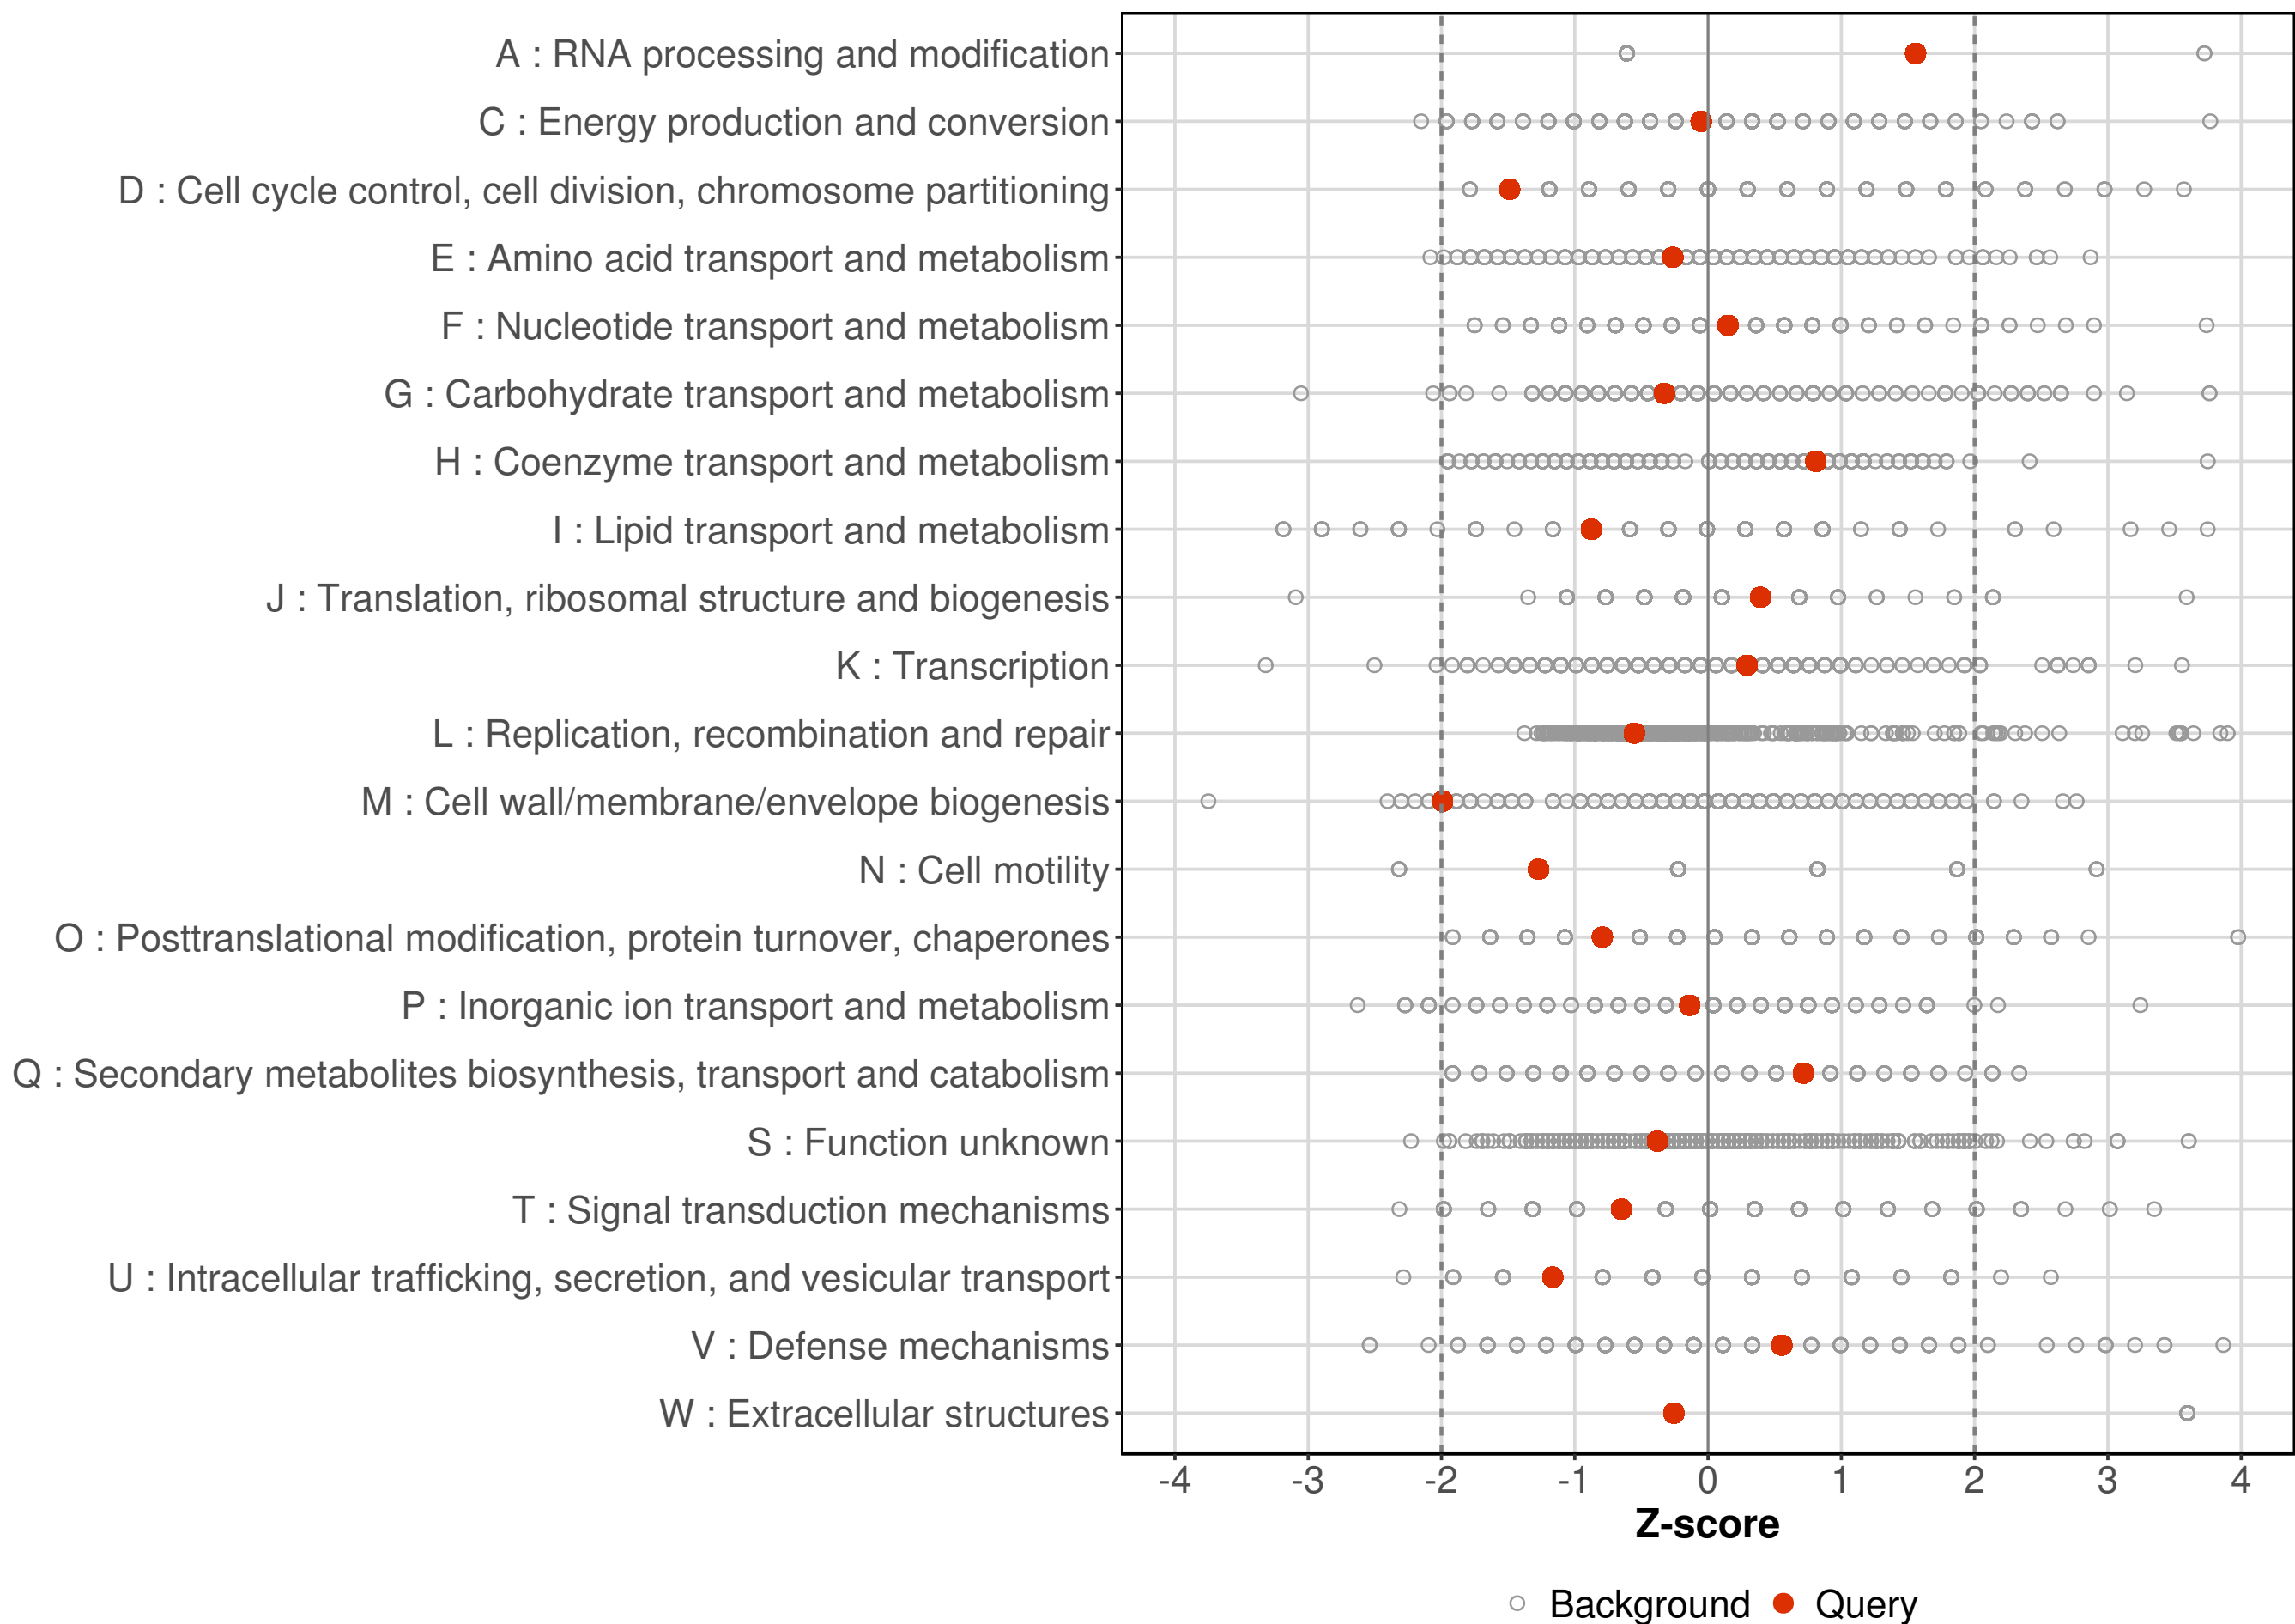 A : RNA processing and modification
C : Energy production and conversion
D : Cell cycle control, cell division, chromosome partitioning
E : Amino acid transport and metabolism
F : Nucleotide transport and metabolism
G : Carbohydrate transport and metabolism
H : Coenzyme transport and metabolism
I : Lipid transport and metabolism
J : Translation, ribosomal structure and biogenesis
K : Transcription
L : Replication, recombination and repair
M : Cell wall/membrane/envelope biogenesis
N : Cell motility
O : Posttranslational modification, protein turnover, chaperones
P : Inorganic ion transport and metabolism
Q : Secondary metabolites biosynthesis, transport and catabolism
S : Function unknown
T : Signal transduction mechanisms
U : Intracellular trafficking, secretion, and vesicular transport
V : Defense mechanisms
W : Extracellular structures
-4 -3 -2 -1 0 1 2 3 4
Z-score
Background Query